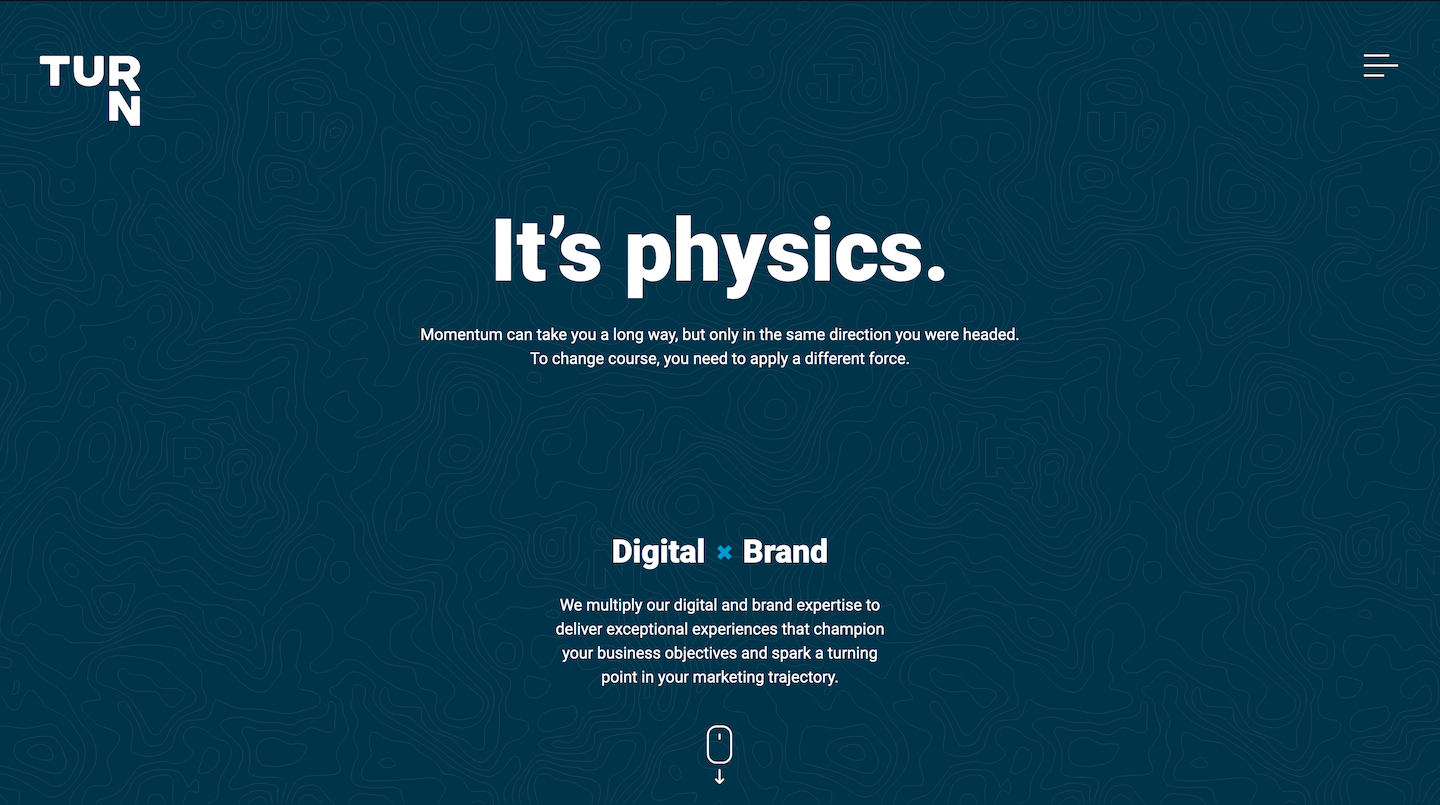 TUR
N
It’s physics.
Momentum can take you a long way, but only in the same direction you were headed.
To change course, you need to apply a different force.
Digital × Brand
We multiply our digital and brand expertise to
deliver exceptional experiences that champion
your business objectives and spark a turning
point in your marketing trajectory.